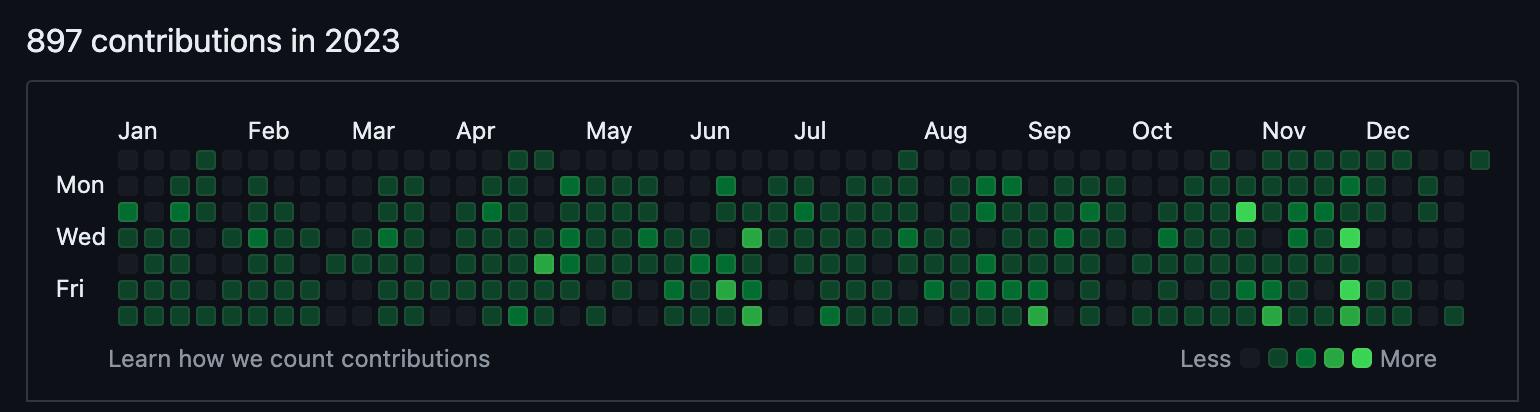 897 contributions in 2023
Jan Feb Mar Apr May Jun Jul Aug Sep Oct Nov Dec
Mon
Wed
Fri
Learn how we count contributions Less More